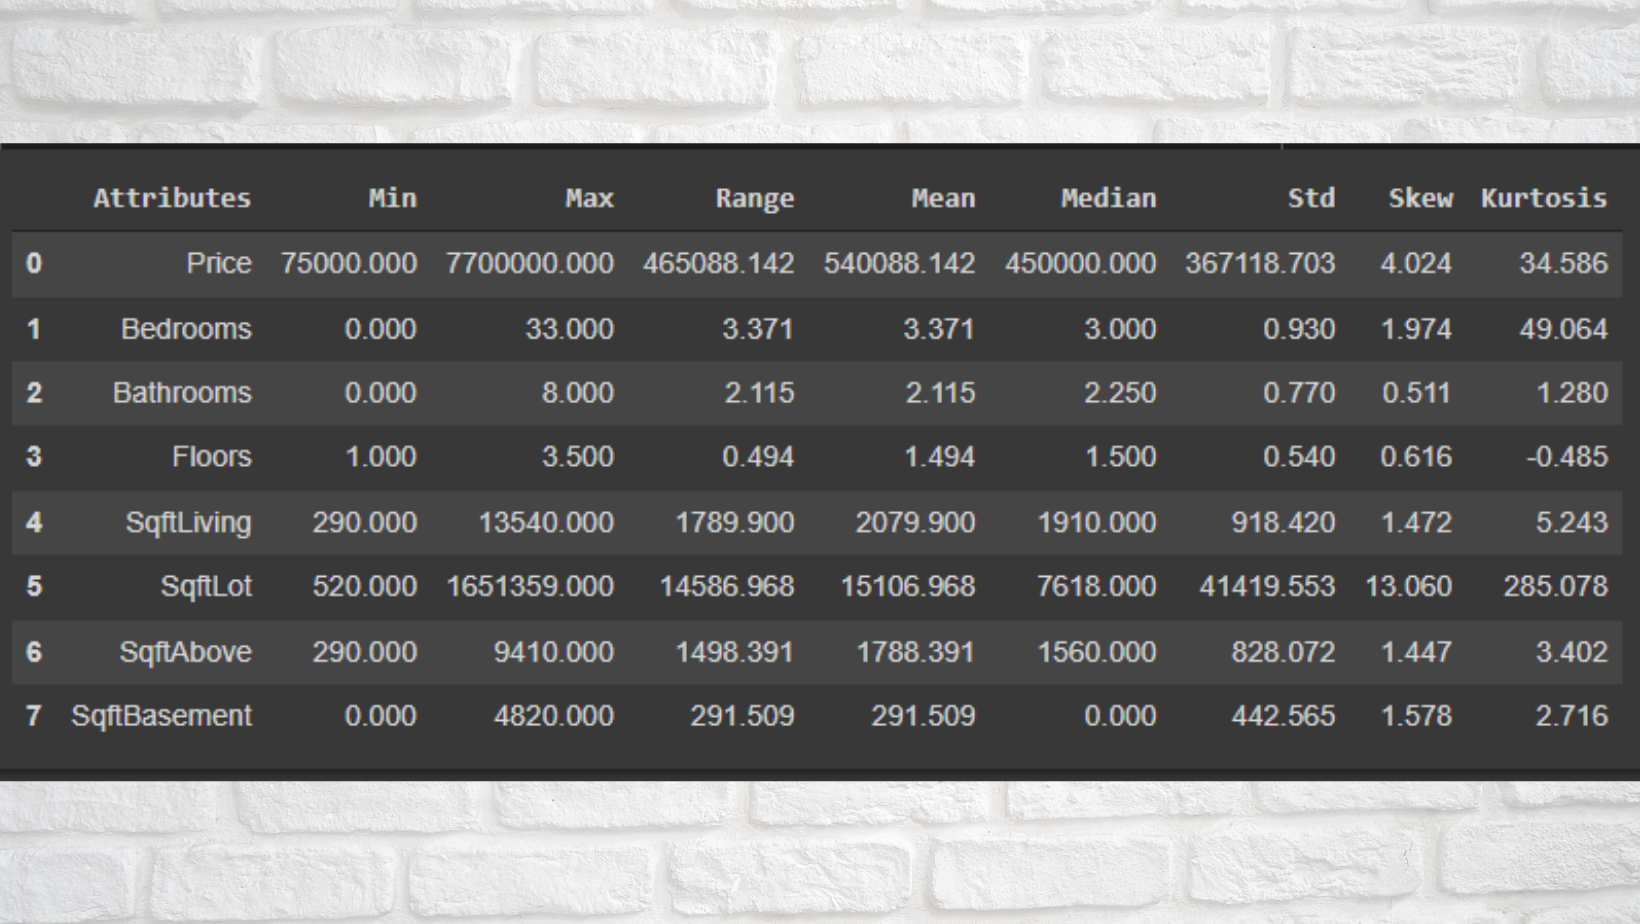 Attributes Min Max Range Mean Median Std Skew Kurtosis
0 Price 75000.000 7700000.000 465088.142 540088.142 450000.000 367118.703 4.024 34.586
1 Bedrooms 0.000 33.000 3.371 3.371 3.000 0.930 1.974 49.064
2 Bathrooms 0.000 8.000 2.115 2.115 2.250 0.770 0.511 1.280
3 Floors 1.000 3.500 0.494 1.494 1.500 0.540 0.616 -0.485
4 SqftLiving 290.000 13540.000 1789.900 2079.900 1910.000 918.420 1.472 5.243
5 SqftLot 520.000 1651359.000 14586.968 15106.968 7618.000 41419.553 13.060 285.078
6 SqftAbove 290.000 9410.000 1498.391 1788.391 1560.000 828.072 1.447 3.402
7 SqftBasement 0.000 4820.000 291.509 291.509 0.000 442.565 1.578 2.716